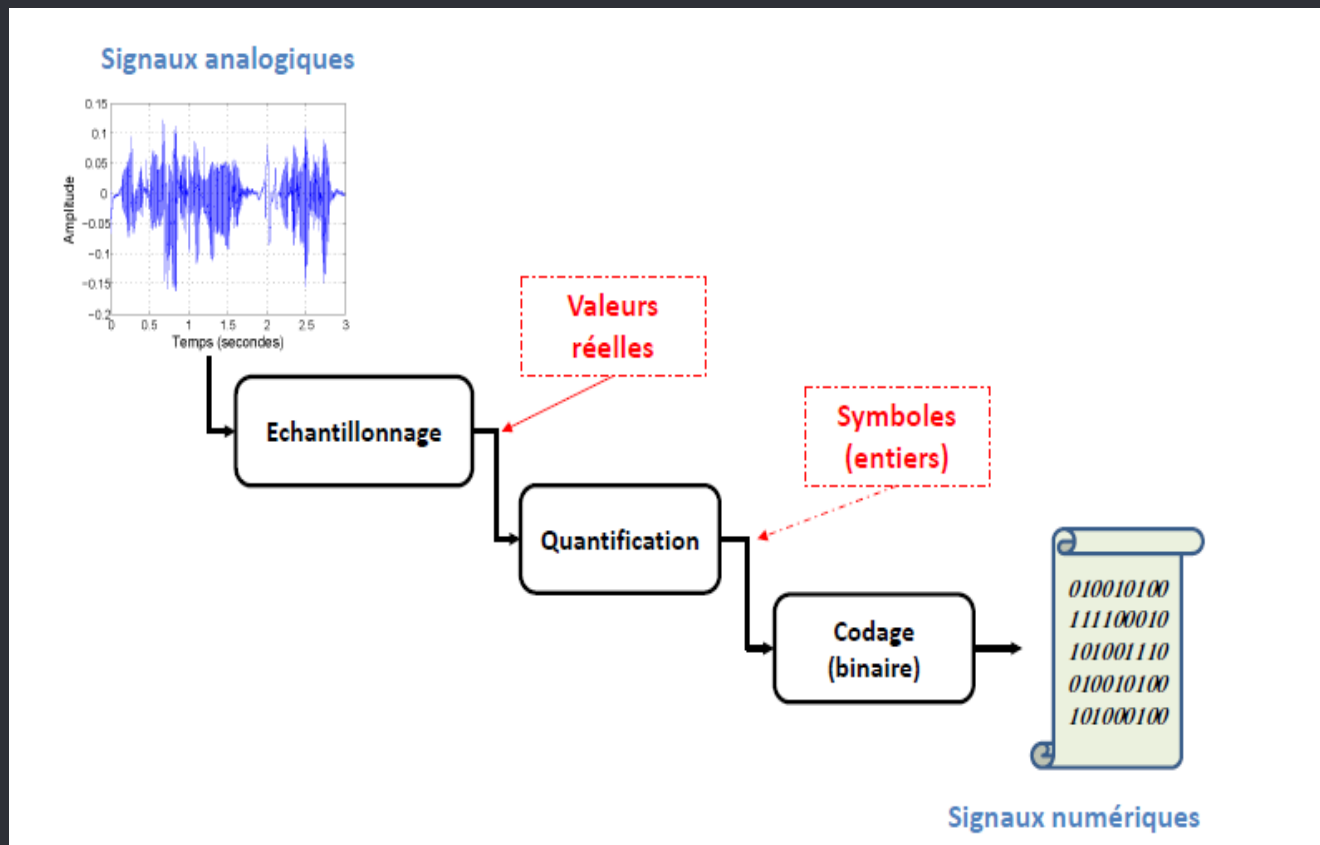 Signaux analogiques
0.15
0.1
0.05
0
−0.05
−0.1
−0.15
−0.2
Amplitude
0 0.5 1 1.5 2 2.5 3
Temps (secondes)
Valeurs
réelles
Echantillonnage
Symboles
(entiers)
Quantification
Codage
(binaire)
010010100
111100010
101001110
010010100
101000100
Signaux numériques